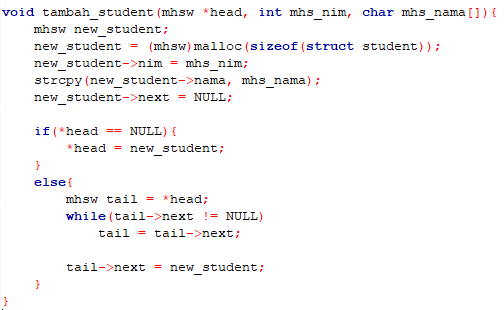 void tambah_student(mhsw *head, int mhs_nim, char mhs_nama[]){
    mhsw new_student;
    new_student = (mhsw)malloc(sizeof(struct student));
    new_student->nim = mhs_nim;
    strcpy(new_student->nama, mhs_nama);
    new_student->next = NULL;

    if(*head == NULL){
        *head = new_student;
    }
    else{
        mhsw tail = *head;
        while(tail->next != NULL)
            tail = tail->next;

        tail->next = new_student;
    }
}